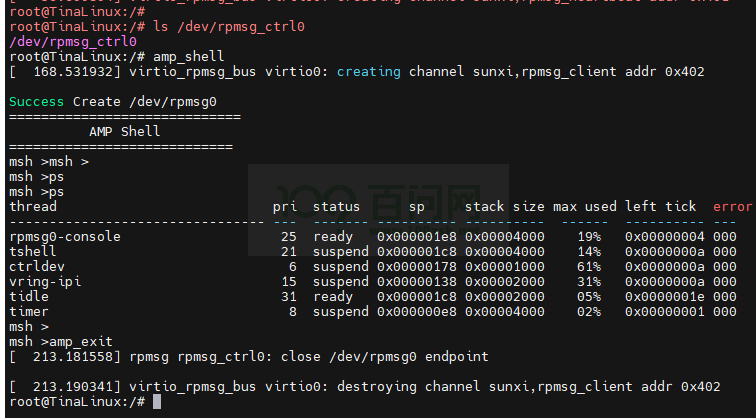 root@TinaLinux:/#
root@TinaLinux:/# ls /dev/rpmsg_ctrl0
/dev/rpmsg_ctrl0
root@TinaLinux:/# amp_shell
[  168.531932] virtio_rpmsg_bus virtio0: creating channel sunxi,rpmsg_client addr 0x402
Success Create /dev/rpmsg0
=============================
AMP Shell
============================
msh >msh >
msh >ps
msh >ps
thread pri status sp stack size max used left tick error
-------------------------------- --- ------- ---------- ---------- ------ ---------- ---
rpmsg0-console 25 ready 0x000001e8 0x00004000 19% 0x00000004 000
tshell 21 suspend 0x000001c8 0x00004000 14% 0x0000000a 000
ctrldev 6 suspend 0x00000178 0x00001000 61% 0x0000000a 000
vring-ipi 15 suspend 0x00000138 0x00002000 31% 0x0000000a 000
tidle 31 ready 0x000001c8 0x00002000 05% 0x0000001e 000
timer 8 suspend 0x000000e8 0x00004000 02% 0x00000001 000
msh >
msh >amp_exit
[  213.181558] rpmsg rpmsg_ctrl0: close /dev/rpmsg0 endpoint
[  213.190341] virtio_rpmsg_bus virtio0: destroying channel sunxi,rpmsg_client addr 0x402
root@TinaLinux:/#
100 百问网